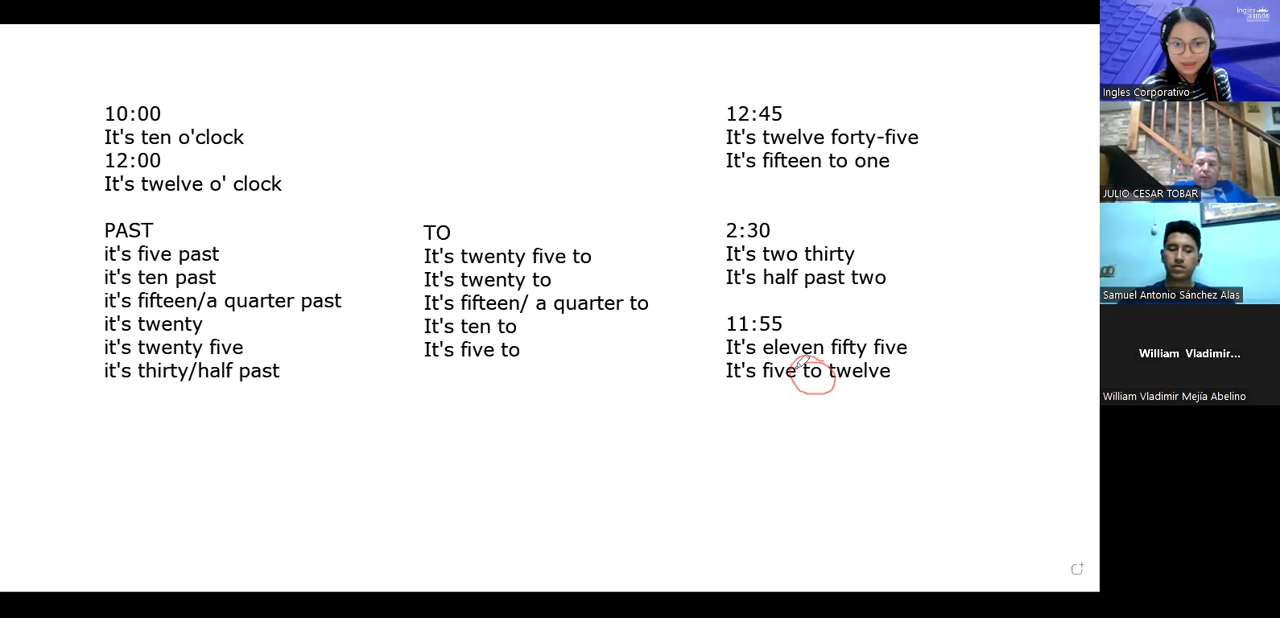 10:00
It's ten o'clock
12:00
It's twelve o' clock
PAST
it's five past
it's ten past
it's fifteen/a quarter past
it's twenty
it's twenty five
it's thirty/half past
TO
It's twenty five to
It's twenty to
It's fifteen/ a quarter to
It's ten to
It's five to
12:45
It's twelve forty-five
It's fifteen to one
2:30
It's two thirty
It's half past two
11:55
It's eleven fifty five
It's five to twelve
Ingles Corporativo
JULIO CESAR TOBAR
Samuel Antonio Sánchez Alas
William Vladimir...
William Vladimir Mejía Abelino